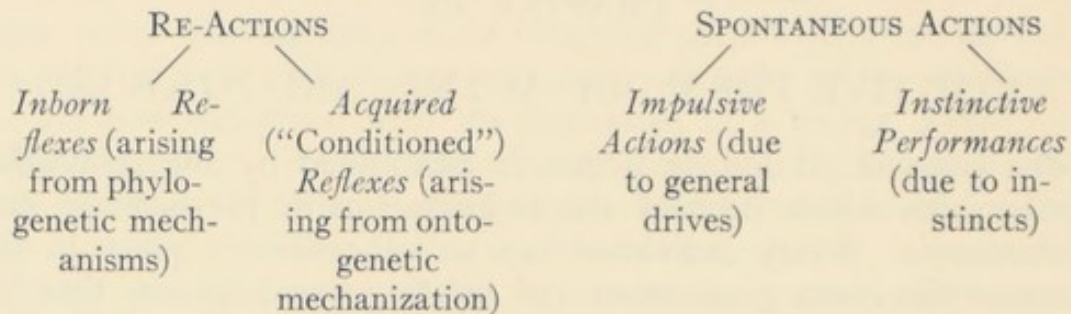 RE-ACTIONS
Inborn Re-
flexes (arising
from phylo-
genetic mech-
anisms)
Acquired
(“Conditioned”)
Reflexes (aris-
ing from onto-
genetic
mechanization)
SPONTANEOUS ACTIONS
Impulsive
Actions (due
to general
drives)
Instinctive
Performances
(due to in-
stincts)